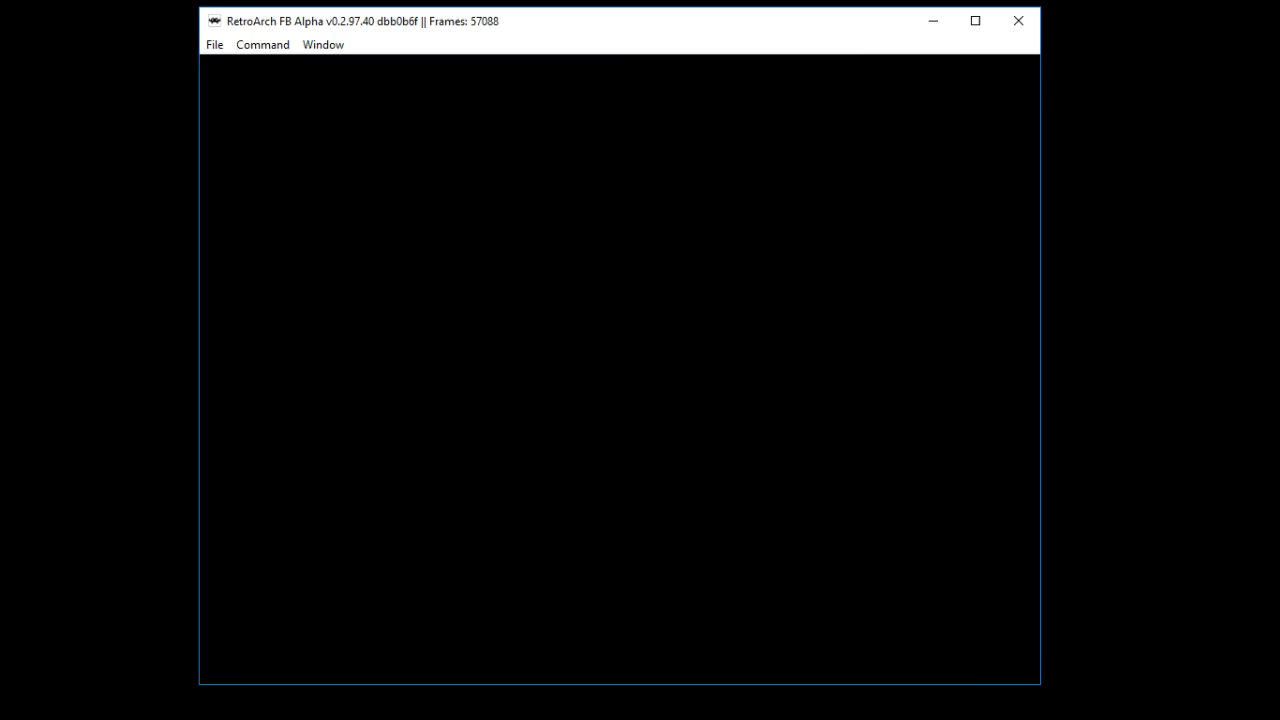 RetroArch FB Alpha v0.2.97.40 dbb0b6f || Frames: 57088
File Command Window